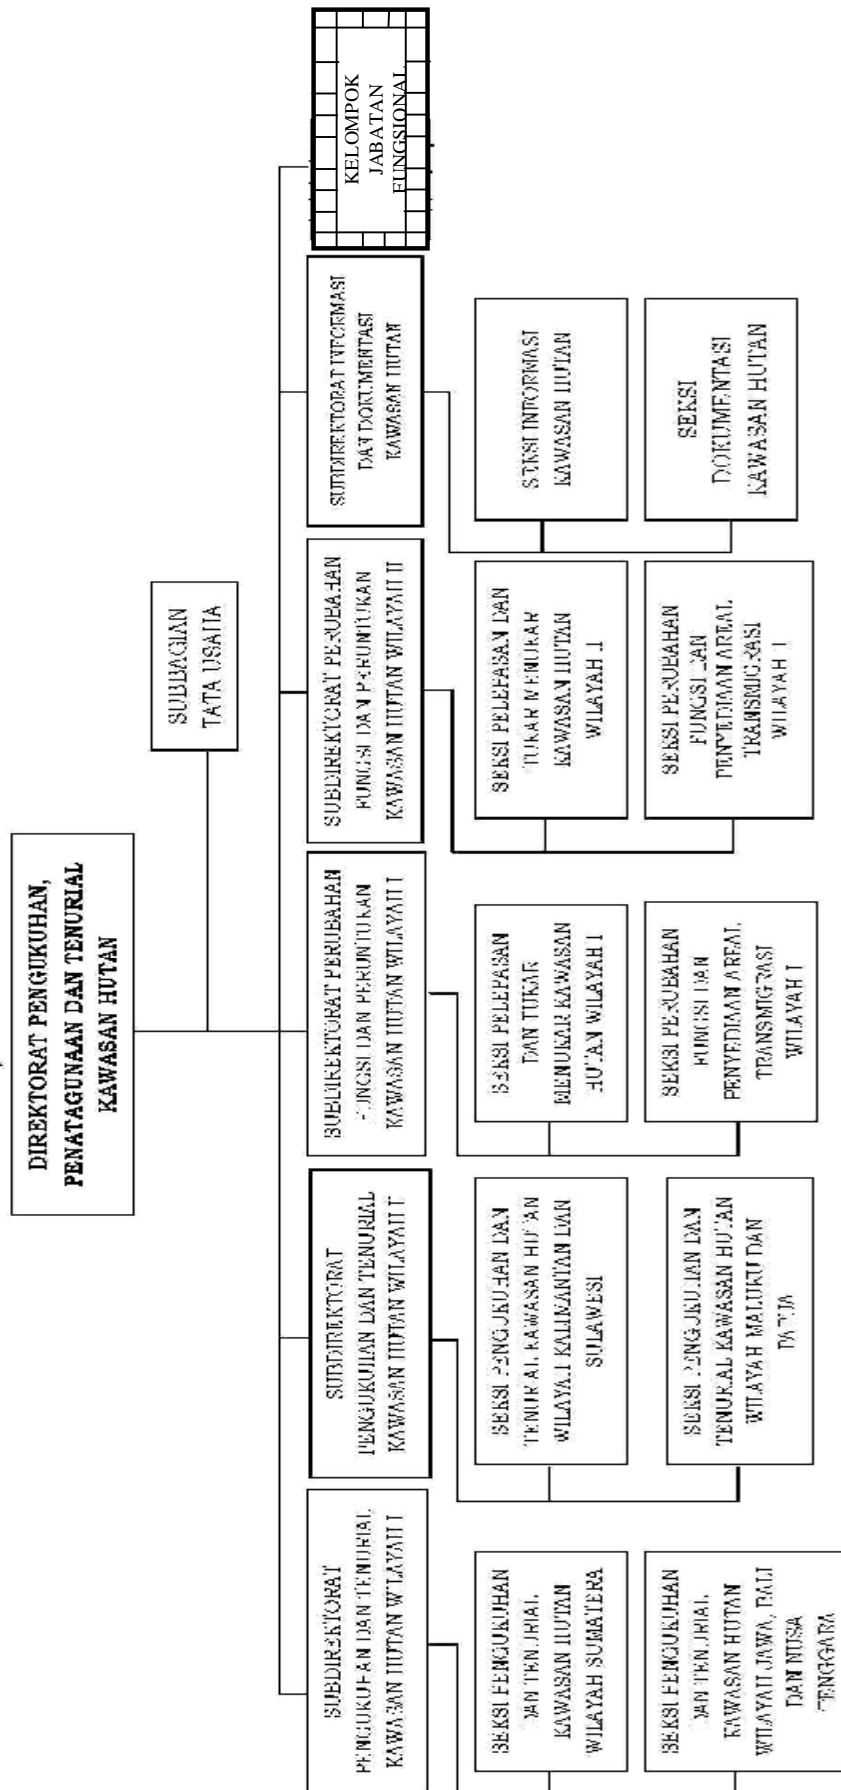 DIREKTORAT PENGUKUHAN,
PENATAGUNAAN DAN TENURIAL
KAWASAN HUTAN
SUBBAGIAN
TATA USAHA
SUBDIREKTORAT
PENGUKUHAN DAN TENURIAL
KAWASAN HUTAN WILAYAH I
SUBDIREKTORAT
PENGUKUHAN DAN TENURIAL
KAWASAN HUTAN WILAYAH
SUBDIREKTORAT PERUBAHAN
FUNGSI DAN PERUNTUKAN
KAWASAN HUTAN WILAYAH I
SUBDIREKTORAT PERUBAHAN
FUNGSI DAN PERUNTUKAN
KAWASAN HUTAN WILAYAH II
SUBDIREKTORAT INFORMASI
DAN DOKUMENTASI
KAWASAN HUTAN
KELOMPOK
JABATAN
FUNGSIONAL
SEKSI PENGUKUHAN
DAN TENURIAL
KAWASAN HUTAN
WILAYAH SUMATERA
SEKSI PENGUKUHAN DAN
TENURIAL KAWASAN HUTAN
WILAYAH KALIMANTAN DAN
SULAWESI
SEKSI PELEPASAN
DAN TUKAR
MENUKAR KAWASAN
HUTAN WILAYAH I
SEKSI PELEPASAN DAN
TUKAR MENUKAR
KAWASAN HUTAN
WILAYAH
SEKSI INFORMASI
KAWASAN HUTAN
SEKSI PENGUKUHAN
DAN TENURIAL
KAWASAN HUTAN
WILAYAH JAWA, BALI
DAN NUSA
TENGGARA
SEKSI PENGUKUHAN DAN
TENURIAL KAWASAN HUTAN
WILAYAH MALUKU DAN
PAPUA
SEKSI PERUBAHAN
FUNGSI DAN
PENYEDIAAN AREAL
TRANSMIGRASI
WILAYAH I
SEKSI PERUBAHAN
FUNGSI DAN
PENYEDIAAN AREAL
TRANSMIGRASI
WILAYAH
SEKSI
DOKUMENTASI
KAWASAN HUTAN